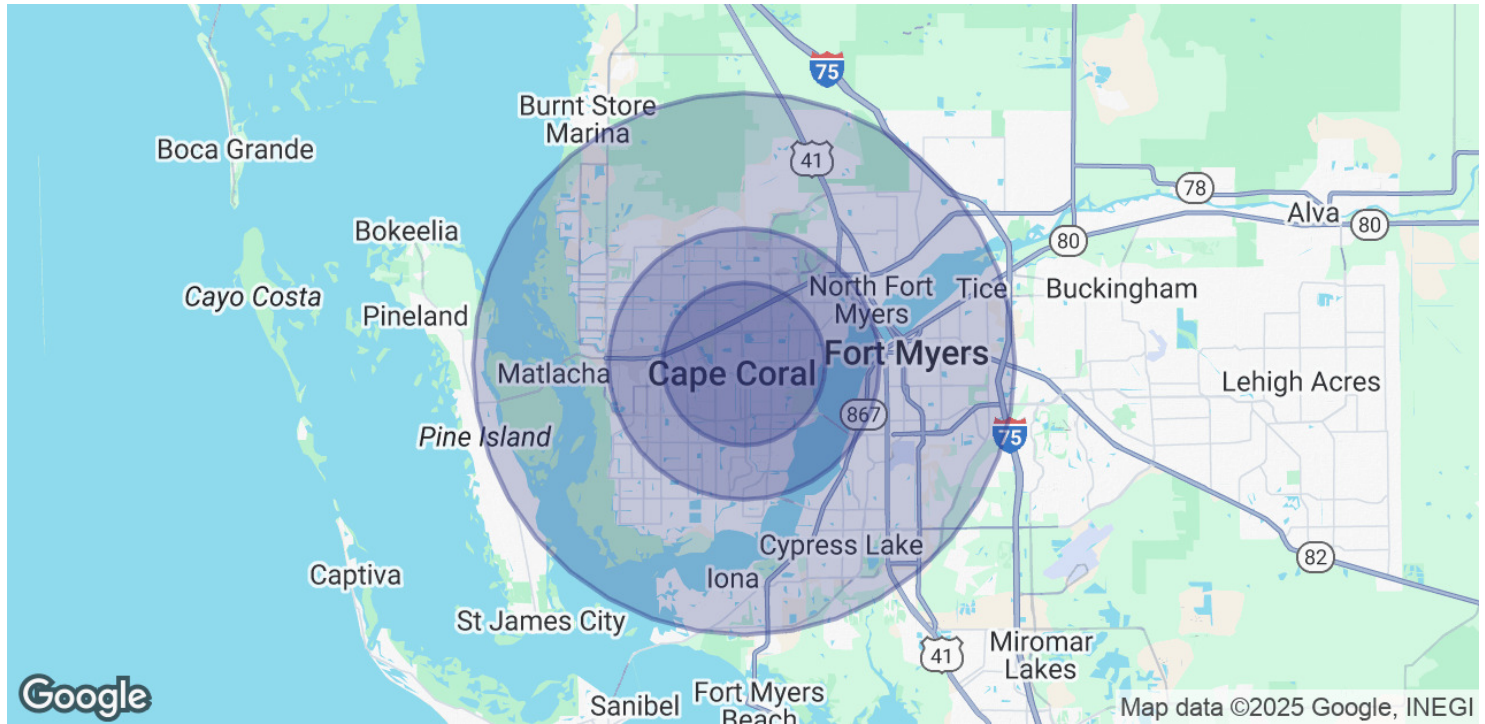 75
Burnt Store
Marina
Boca Grande
41
78
Alva
80
Bokeelia
80
Cayo Costa
North Fort
Myers
Tice
Buckingham
Pineland
Fort Myers
Matlacha
Cape Coral
Lehigh Acres
867
Pine Island
75
Cypress Lake
82
Captiva
Iona
St James City
41
Miromar
Lakes
Google
Sanibel
Fort Myers
Beach
Map data ©2025 Google, INEGI